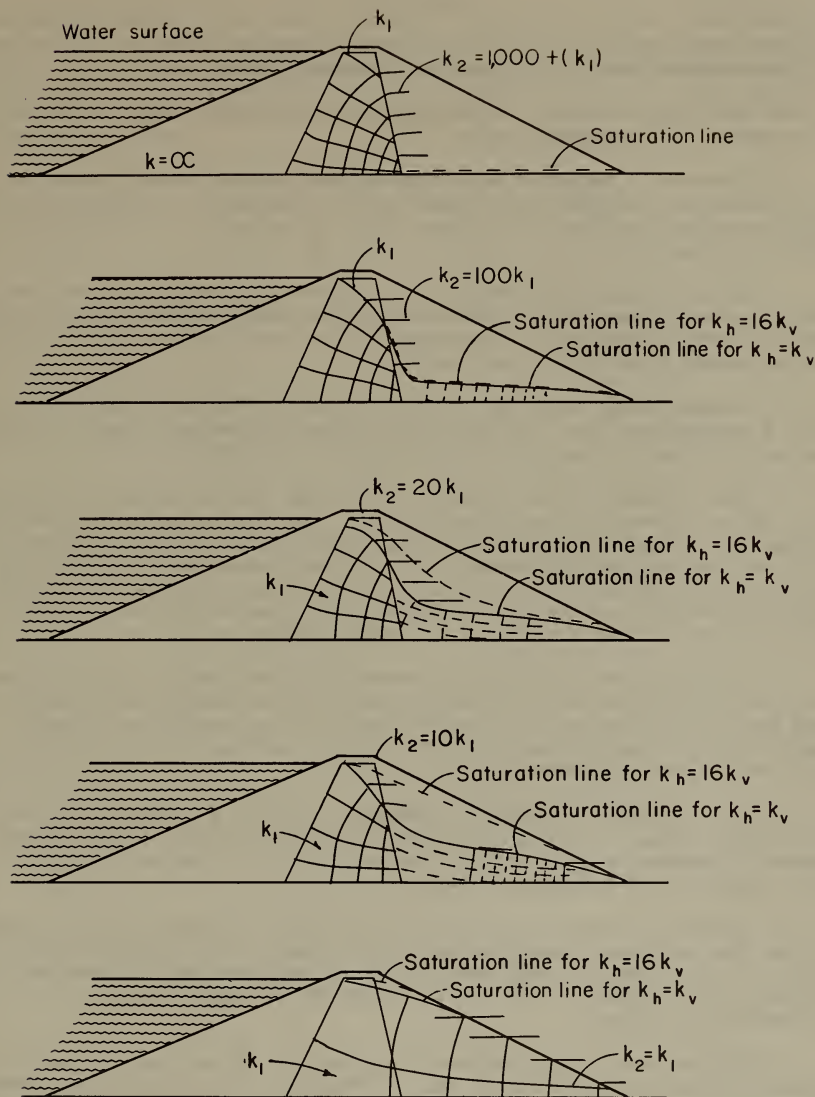 Water surface
k₁
k₂ = 1,000 + (k₁)
Saturation line
k = ∞
k₁
k₂ = 100k₁
Saturation line for kₕ = 16kᵥ
Saturation line for kₕ = kᵥ
k₂ = 20k₁
Saturation line for kₕ = 16kᵥ
Saturation line for kₕ = kᵥ
k₁
k₂ = 10k₁
Saturation line for kₕ = 16kᵥ
Saturation line for kₕ = kᵥ
k₁
Saturation line for kₕ = 16kᵥ
Saturation line for kₕ = kᵥ
k₂ = k₁
k₁